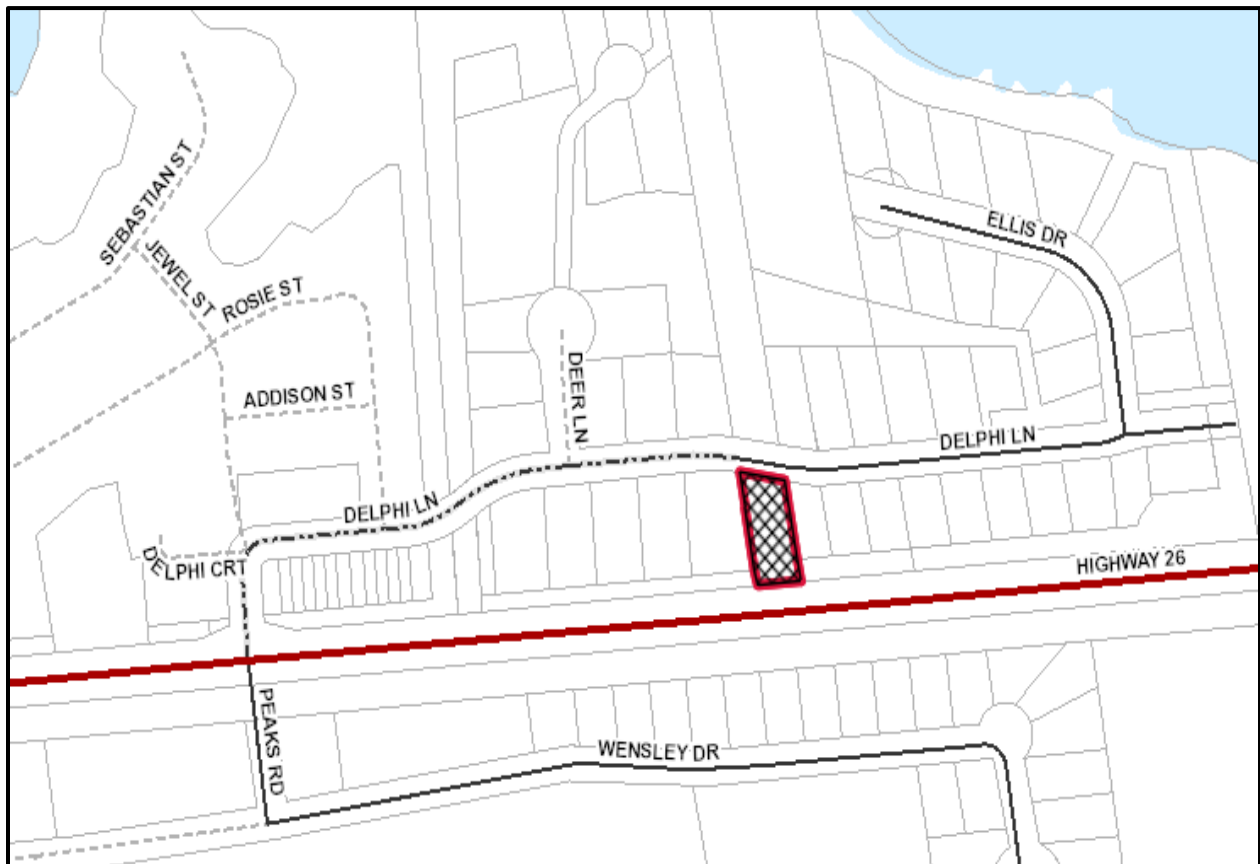 SEBASTIAN ST
JEWEL ST
ROSIE ST
ELLIS DR
ADDISON ST
DEER LN
DELPHI LN
DELPHI LN
DELPHI CRT
HIGHWAY 26
PEAKS RD
WENSLEY DR